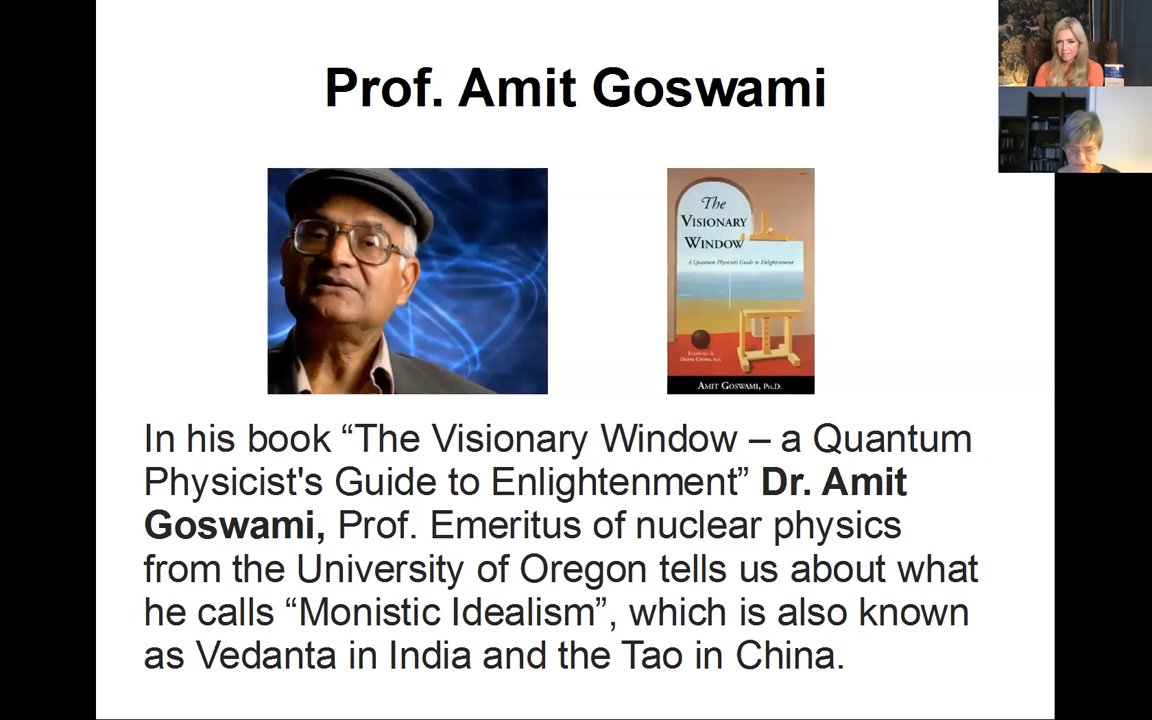 Prof. Amit Goswami
The
VISIONARY
WINDOW
A Quantum Physicist's Guide to Enlightenment
AMIT GOSWAMI, PH.D.
In his book “The Visionary Window – a Quantum
Physicist's Guide to Enlightenment” Dr. Amit
Goswami, Prof. Emeritus of nuclear physics
from the University of Oregon tells us about what
he calls “Monistic Idealism”, which is also known
as Vedanta in India and the Tao in China.